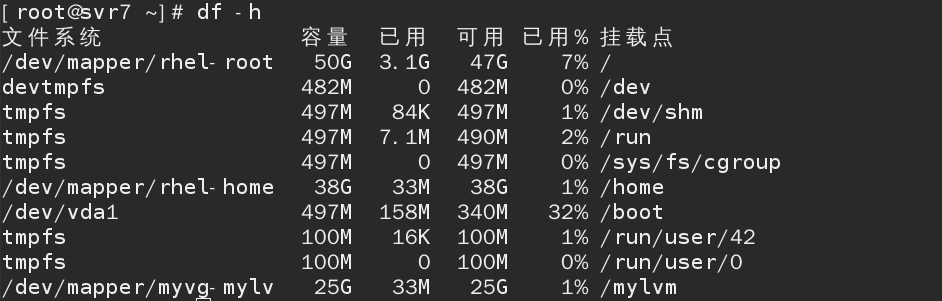 [root@svr7 ~]# df -h
文件系统 容量 已用 可用 已用% 挂载点
/dev/mapper/rhel-root 50G 3.1G 47G 7% /
devtmpfs 482M 0 482M 0% /dev
tmpfs 497M 84K 497M 1% /dev/shm
tmpfs 497M 7.1M 490M 2% /run
tmpfs 497M 0 497M 0% /sys/fs/cgroup
/dev/mapper/rhel-home 38G 33M 38G 1% /home
/dev/vda1 497M 158M 340M 32% /boot
tmpfs 100M 16K 100M 1% /run/user/42
tmpfs 100M 0 100M 0% /run/user/0
/dev/mapper/myvg-mylv 25G 33M 25G 1% /mylvm